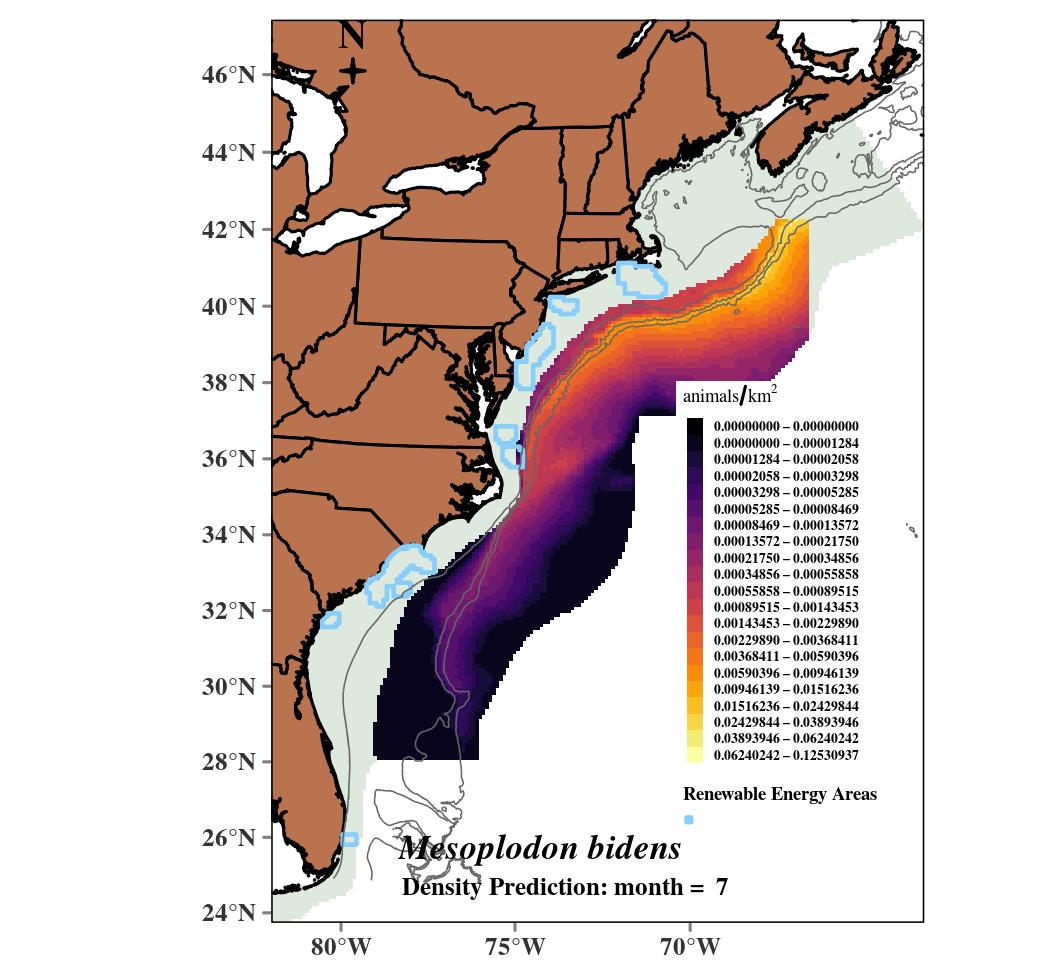 N
46°N
44°N
42°N
40°N
38°N
36°N
34°N
32°N
30°N
28°N
26°N
24°N
80°W
75°W
70°W
animals/km²
0.00000000 – 0.00000000
0.00000000 – 0.00001284
0.00001284 – 0.00002058
0.00002058 – 0.00003298
0.00003298 – 0.00005285
0.00005285 – 0.00008469
0.00008469 – 0.00013572
0.00013572 – 0.00021750
0.00021750 – 0.00034856
0.00034856 – 0.00055858
0.00055858 – 0.00089515
0.00089515 – 0.00143453
0.00143453 – 0.00229890
0.00229890 – 0.00368411
0.00368411 – 0.00590396
0.00590396 – 0.00946139
0.00946139 – 0.01516236
0.01516236 – 0.02429844
0.02429844 – 0.03893946
0.03893946 – 0.06240242
0.06240242 – 0.12530937
Renewable Energy Areas
Mesoplodon bidens
Density Prediction: month = 7